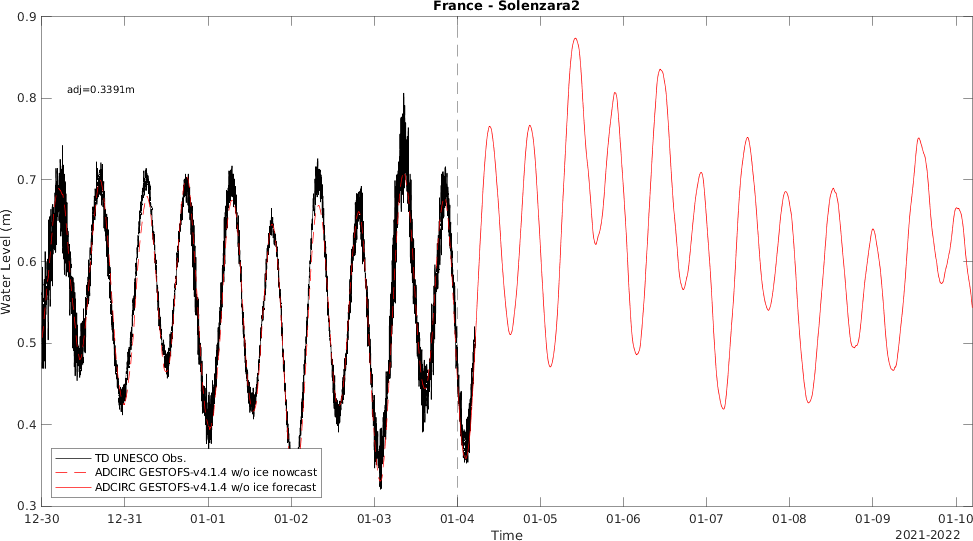 France - Solenzara2
0.9
0.8
0.7
0.6
0.5
0.4
0.3
Water Level (m)
adj=0.3391m
TD UNESCO Obs.
ADCIRC GESTOFS-v4.1.4 w/o ice nowcast
ADCIRC GESTOFS-v4.1.4 w/o ice forecast
12-30 12-31 01-01 01-02 01-03 01-04 01-05 01-06 01-07 01-08 01-09 01-10
Time
2021-2022